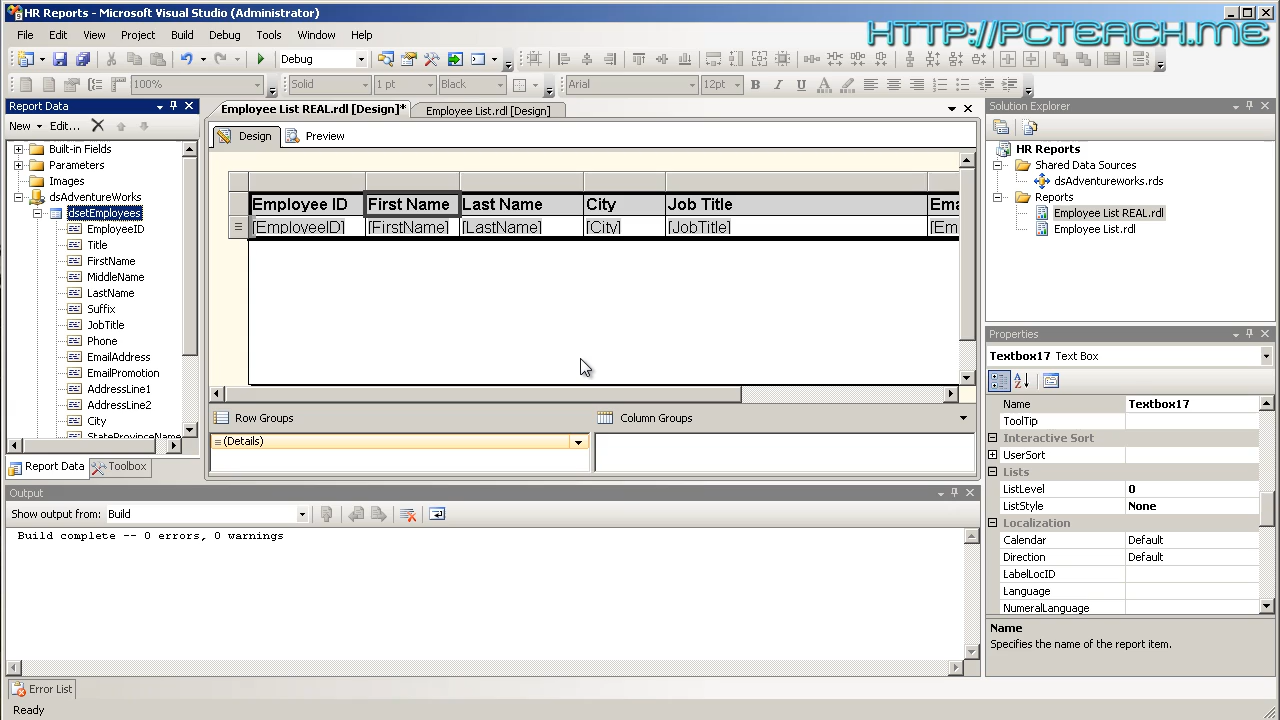 HR Reports - Microsoft Visual Studio (Administrator)
HTTP://PCTEACH.ME
File Edit View Project Build Debug Tools Window Help
Debug
100% Solid 1 pt Black Arial 12pt B I U A
Report Data
New Edit...
Built-in Fields
Parameters
Images
dsAdventureWorks
dsetEmployees
EmployeeID
Title
FirstName
MiddleName
LastName
Suffix
JobTitle
Phone
EmailAddress
EmailPromotion
AddressLine1
AddressLine2
City
StateProvinceName
Report Data Toolbox
Employee List REAL.rdl [Design]* Employee List.rdl [Design]
Design Preview
Employee ID First Name Last Name City Job Title Ema
[EmployeeID] [FirstName] [LastName] [City] [JobTitle] [Em
Row Groups Column Groups
(Details)
Output
Show output from: Build
Build complete -- 0 errors, 0 warnings
Error List
Ready
Solution Explorer
HR Reports
Shared Data Sources
dsAdventureworks.rds
Reports
Employee List REAL.rdl
Employee List.rdl
Properties
Textbox17 Text Box
Name Textbox17
ToolTip
Interactive Sort
UserSort
Lists
ListLevel 0
ListStyle None
Localization
Calendar Default
Direction Default
LabelLocID
Language
NumeralLanguage
Name
Specifies the name of the report item.